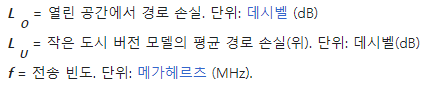 L O = 열린 공간에서 경로 손실. 단위: 데시벨 (dB)
L U = 작은 도시 버전 모델의 평균 경로 손실(위). 단위: 데시벨(dB)
f = 전송 빈도. 단위: 메가헤르츠 (MHz).